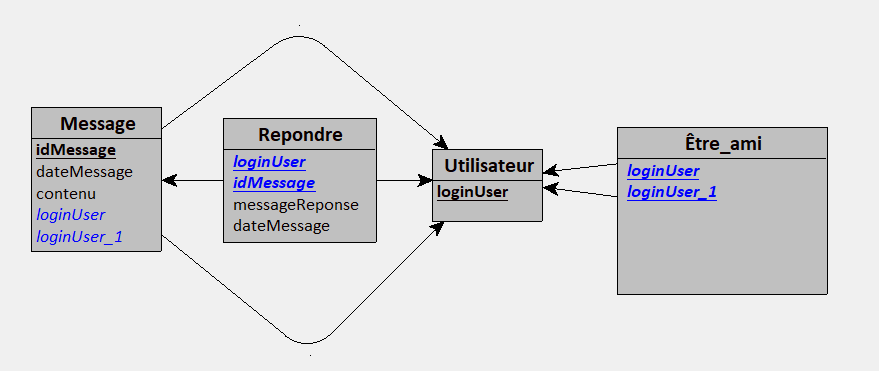 Message
idMessage
dateMessage
contenu
loginUser
loginUser_1
Repondre
loginUser
idMessage
messageReponse
dateMessage
Utilisateur
loginUser
Être_ami
loginUser
loginUser_1